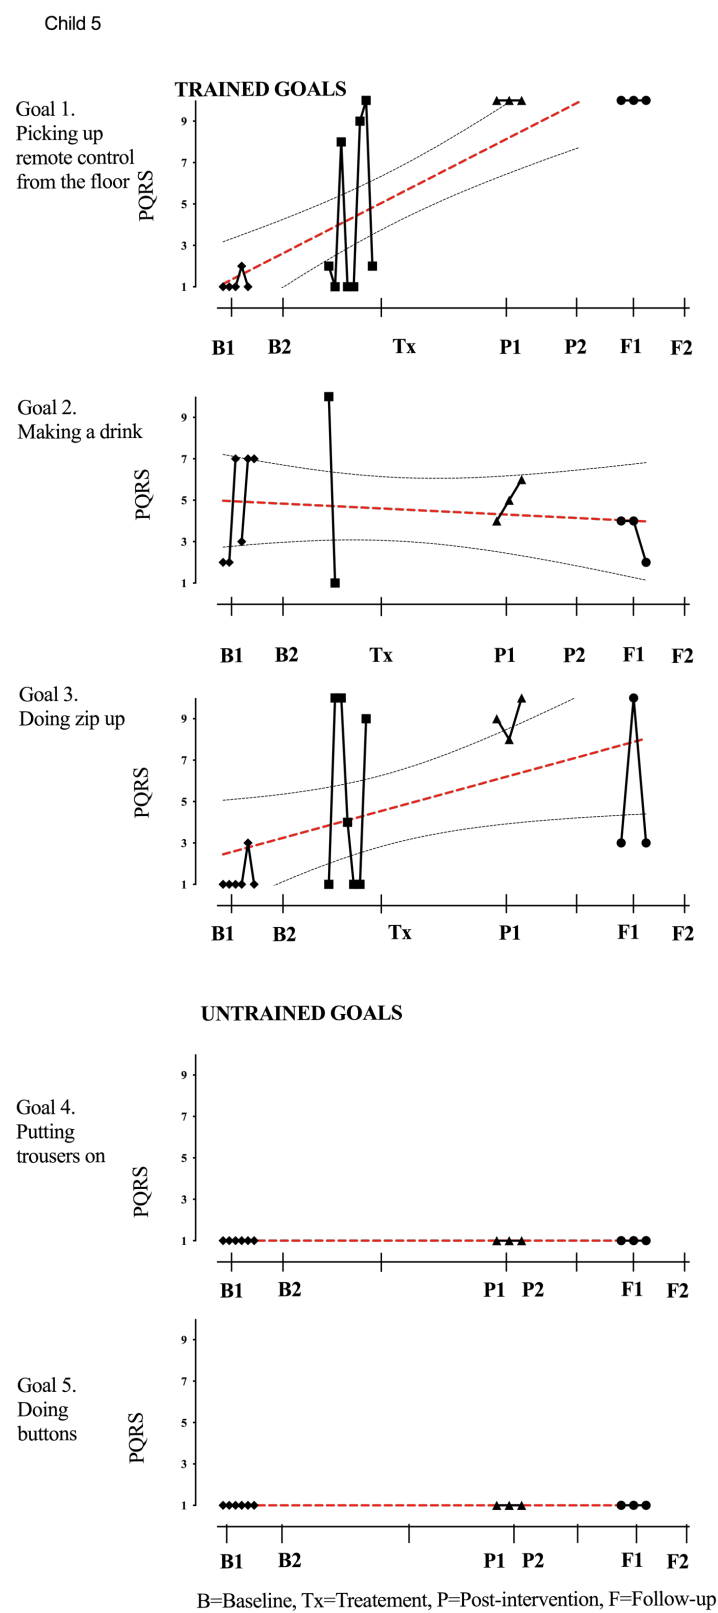 Child 5
TRAINED GOALS
Goal 1.
Picking up
remote control
from the floor
PQRS
9
7
5
3
1
B1 B2 Tx P1 P2 F1 F2
Goal 2.
Making a drink
PQRS
9
7
5
3
1
B1 B2 Tx P1 P2 F1 F2
Goal 3.
Doing zip up
PQRS
9
7
5
3
1
B1 B2 Tx P1 F1 F2
UNTRAINED GOALS
Goal 4.
Putting
trousers on
PQRS
9
7
5
3
1
B1 B2 P1 P2 F1 F2
Goal 5.
Doing
buttons
PQRS
9
7
5
3
1
B1 B2 P1 P2 F1 F2
B=Baseline, Tx=Treatement, P=Post-intervention, F=Follow-up